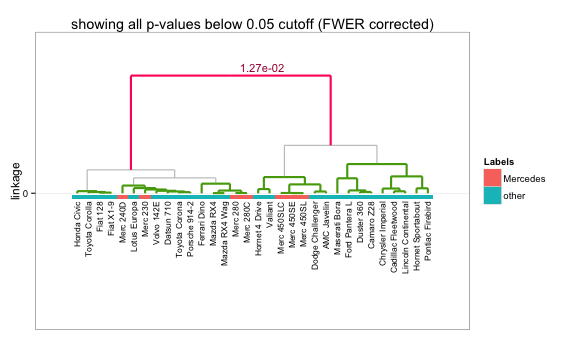 showing all p-values below 0.05 cutoff (FWER corrected)
1.27e-02
linkage
0
Honda Civic
Toyota Corolla
Fiat 128
Fiat X1-9
Merc 240D
Lotus Europa
Merc 230
Volvo 142E
Datsun 710
Toyota Corona
Porsche 914-2
Ferrari Dino
Mazda RX4
Mazda RX4 Wag
Merc 280
Merc 280C
Hornet 4 Drive
Valiant
Merc 450SLC
Merc 450SE
Merc 450SL
Dodge Challenger
AMC Javelin
Maserati Bora
Ford Pantera L
Duster 360
Camaro Z28
Chrysler Imperial
Cadillac Fleetwood
Lincoln Continental
Hornet Sportabout
Pontiac Firebird
Labels
Mercedes
other